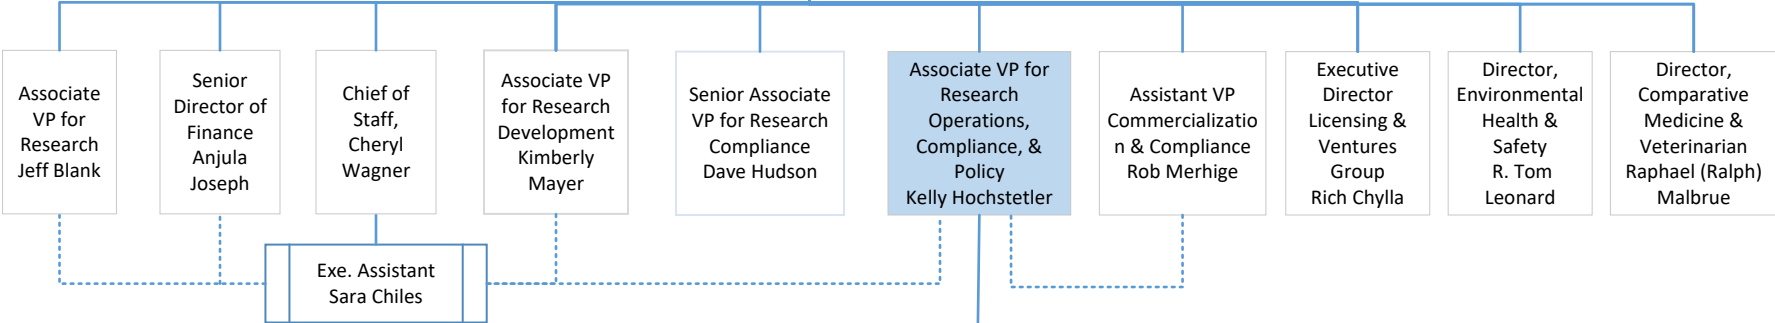 Associate
VP for
Research
Jeff Blank
Senior
Director of
Finance
Anjula
Joseph
Chief of
Staff,
Cheryl
Wagner
Associate VP
for Research
Development
Kimberly
Mayer
Senior Associate
VP for Research
Compliance
Dave Hudson
Associate VP for
Research
Operations,
Compliance, &
Policy
Kelly Hochstetler
Assistant VP
Commercializatio
n & Compliance
Rob Merhige
Executive
Director
Licensing &
Ventures
Group
Rich Chylla
Director,
Environmental
Health &
Safety
R. Tom
Leonard
Director,
Comparative
Medicine &
Veterinarian
Raphael (Ralph)
Malbrue
Exe. Assistant
Sara Chiles